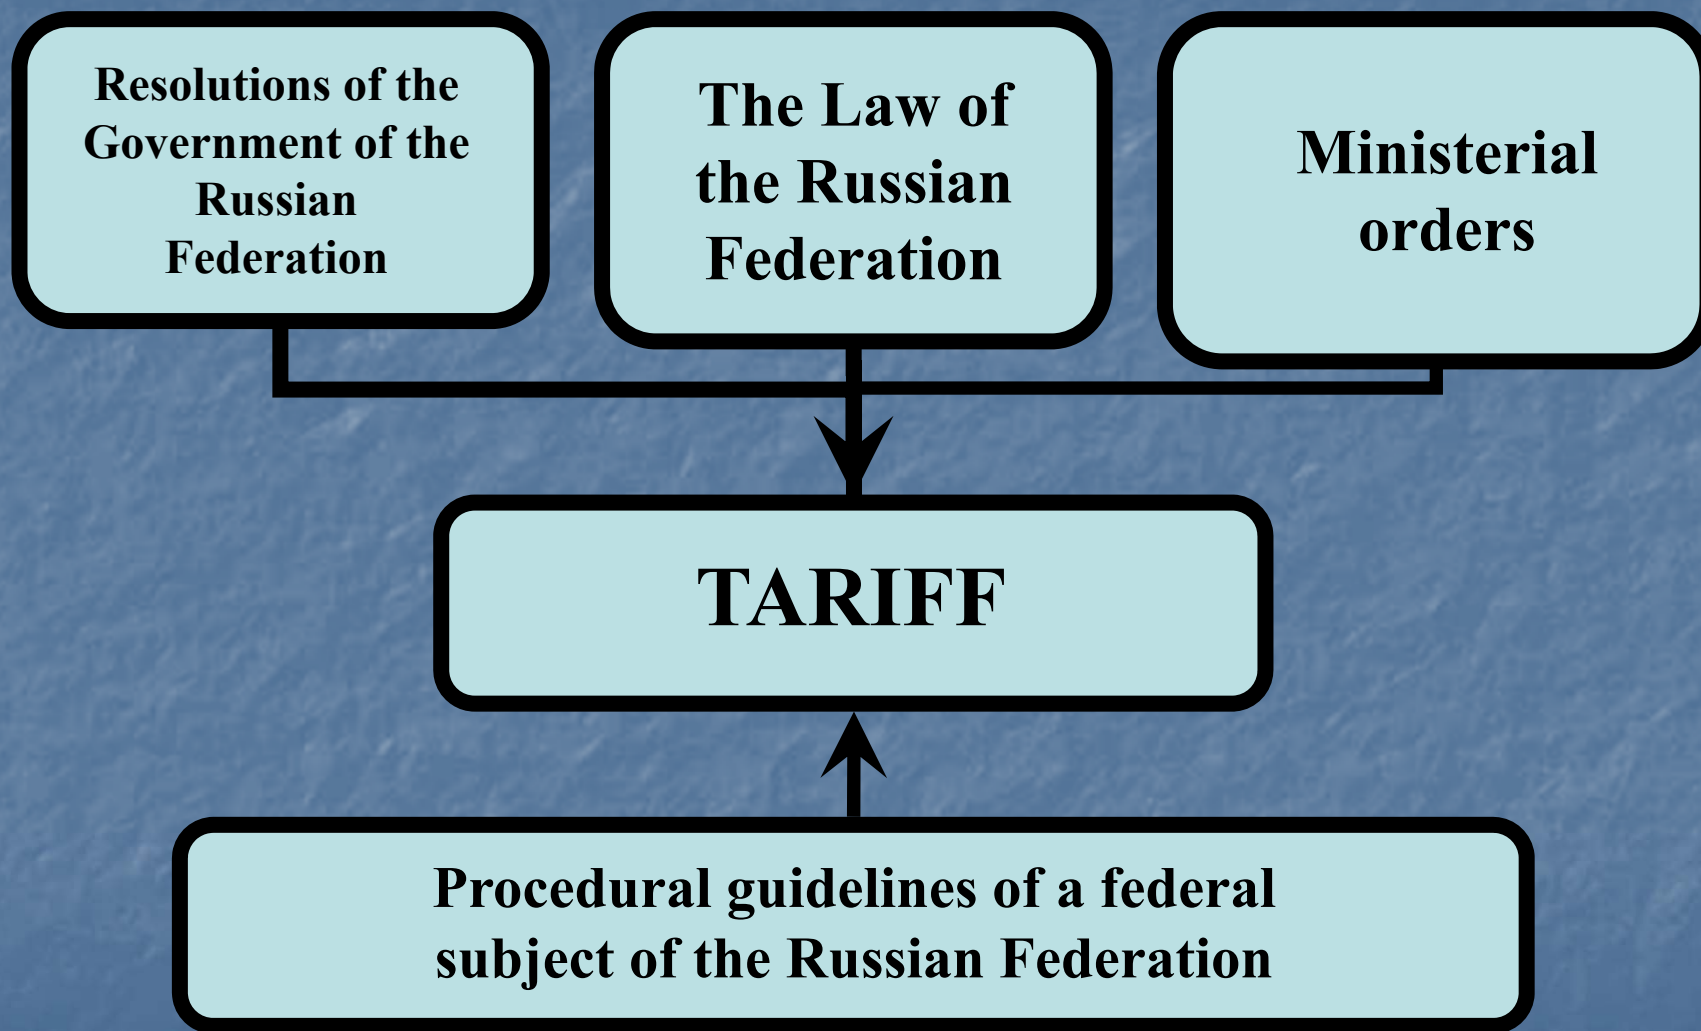 Resolutions of the
Government of the
Russian
Federation
The Law of
the Russian
Federation
Ministerial
orders
TARIFF
Procedural guidelines of a federal
subject of the Russian Federation